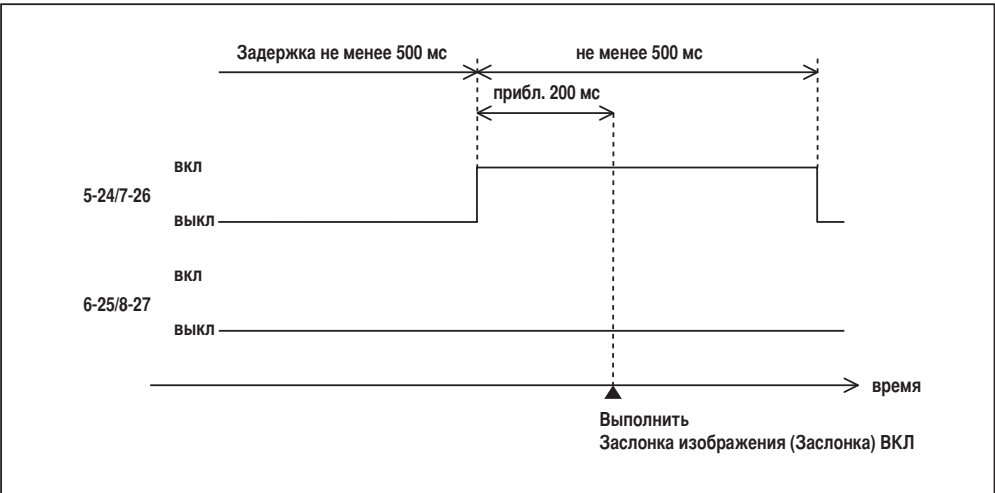 Задержка не менее 500 мс
не менее 500 мс
прибл. 200 мс
вкл
5-24/7-26
выкл
вкл
6-25/8-27
выкл
время
Выполнить
Заслонка изображения (Заслонка) ВКЛ